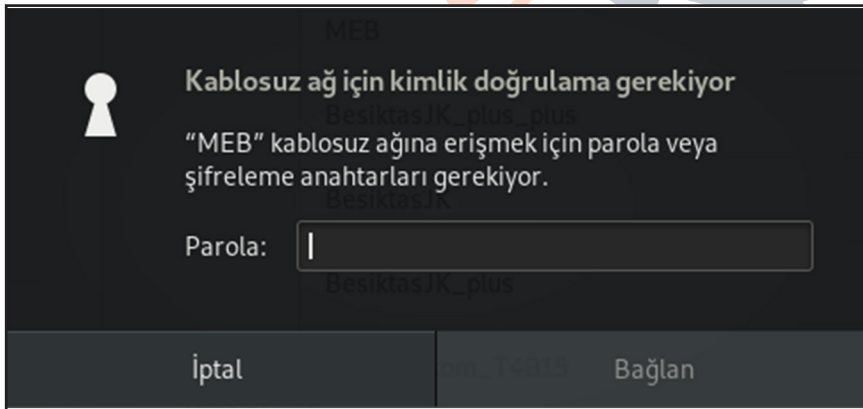 MEB
Kablosuz ağ için kimlik doğrulama gerekiyor
BesiktasJK_plus_plus
“MEB” kablosuz ağına erişmek için parola veya
şifreleme anahtarları gerekiyor.
BesiktasJK
Parola:
BesiktasJK_plus
İptal
Bağlan